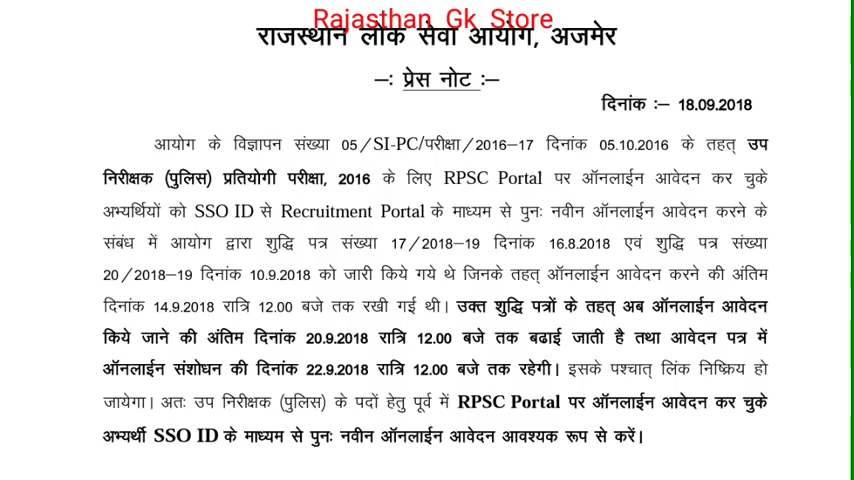 Rajasthan Gk Store
राजस्थान लोक सेवा आयोग, अजमेर
–: प्रेस नोट :–
दिनांक :– 18.09.2018
आयोग के विज्ञापन संख्या 05/SI-PC/परीक्षा/2016–17 दिनांक 05.10.2016 के तहत् उप
निरीक्षक (पुलिस) प्रतियोगी परीक्षा, 2016 के लिए RPSC Portal पर ऑनलाईन आवेदन कर चुके
अभ्यर्थियों को SSO ID से Recruitment Portal के माध्यम से पुनः नवीन ऑनलाईन आवेदन करने के
संबंध में आयोग द्वारा शुद्धि पत्र संख्या 17/2018–19 दिनांक 16.8.2018 एवं शुद्धि पत्र संख्या
20/2018–19 दिनांक 10.9.2018 को जारी किये गये थे जिनके तहत् ऑनलाईन आवेदन करने की अंतिम
दिनांक 14.9.2018 रात्रि 12.00 बजे तक रखी गई थी। उक्त शुद्धि पत्रों के तहत् अब ऑनलाईन आवेदन
किये जाने की अंतिम दिनांक 20.9.2018 रात्रि 12.00 बजे तक बढाई जाती है तथा आवेदन पत्र में
ऑनलाईन संशोधन की दिनांक 22.9.2018 रात्रि 12.00 बजे तक रहेगी। इसके पश्चात् लिंक निष्क्रिय हो
जायेगा। अतः उप निरीक्षक (पुलिस) के पदों हेतु पूर्व में RPSC Portal पर ऑनलाईन आवेदन कर चुके
अभ्यर्थी SSO ID के माध्यम से पुनः नवीन ऑनलाईन आवेदन आवश्यक रूप से करें।